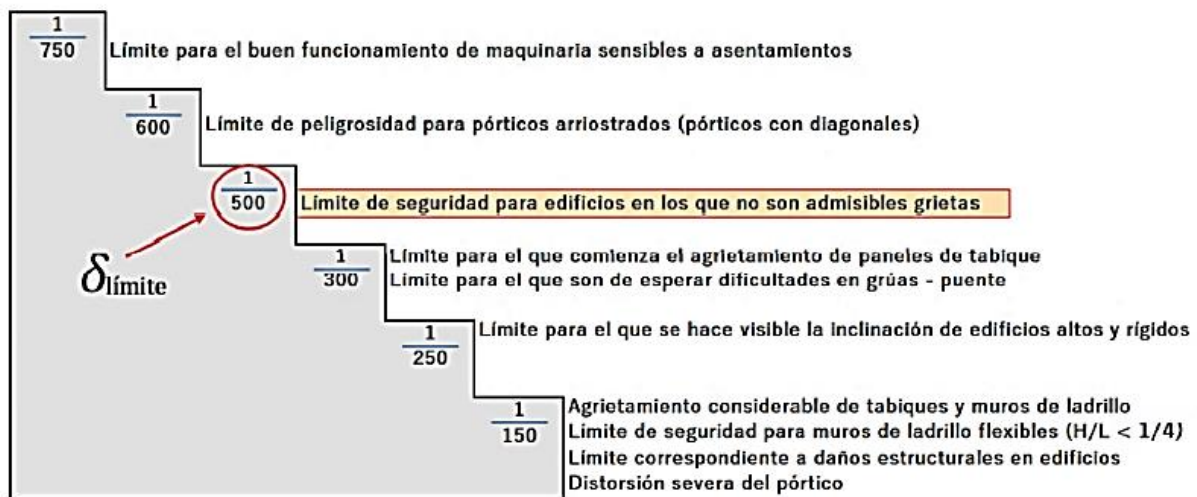 1
750
Límite para el buen funcionamiento de maquinaria sensibles a asentamientos
1
600
Límite de peligrosidad para pórticos arriostrados (pórticos con diagonales)
1
500
Límite de seguridad para edificios en los que no son admisibles grietas
δlímite
1
300
Límite para el que comienza el agrietamiento de paneles de tabique
Límite para el que son de esperar dificultades en grúas - puente
1
250
Límite para el que se hace visible la inclinación de edificios altos y rígidos
1
150
Agrietamiento considerable de tabiques y muros de ladrillo
Límite de seguridad para muros de ladrillo flexibles (H/L < 1/4)
Límite correspondiente a daños estructurales en edificios
Distorsión severa del pórtico